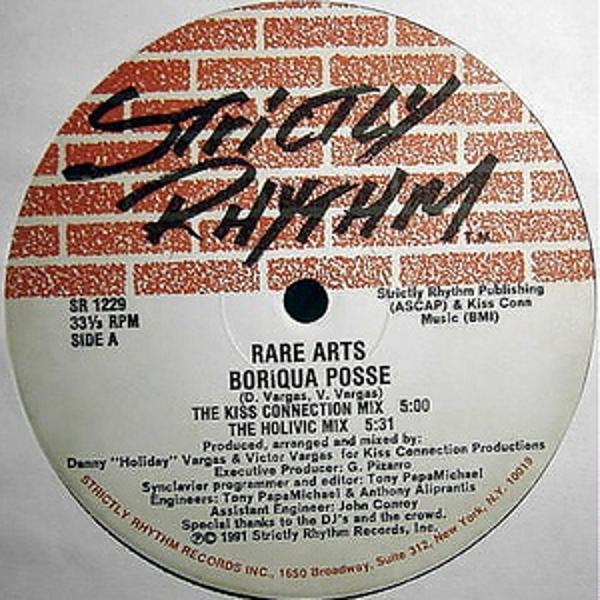 Strictly
Rhythm T.M.
SR 1229
33⅓ RPM
SIDE A
Strictly Rhythm Publishing
(ASCAP) & Kiss Conn
Music (BMI)
RARE ARTS
BORiQUA POSSE
(D. Vargas, V. Vargas)
THE KISS CONNECTION MIX 5:00
THE HOLIVIC MIX 5:31
Produced, arranged and mixed by:
Danny "Holiday" Vargas & Victor Vargas for Kiss Connection Productions
Executive Producer: G. Pizarro
Synclavier programmer and editor: Tony PapaMichael
Engineers: Tony PapaMichael & Anthony Aliprantis
Assistant Engineer: John Conroy
Special thanks to the DJ's and the crowd.
℗© 1991 Strictly Rhythm Records, Inc.
STRICTLY RHYTHM RECORDS INC., 1650 Broadway, Suite 312, New York, N.Y. 10019